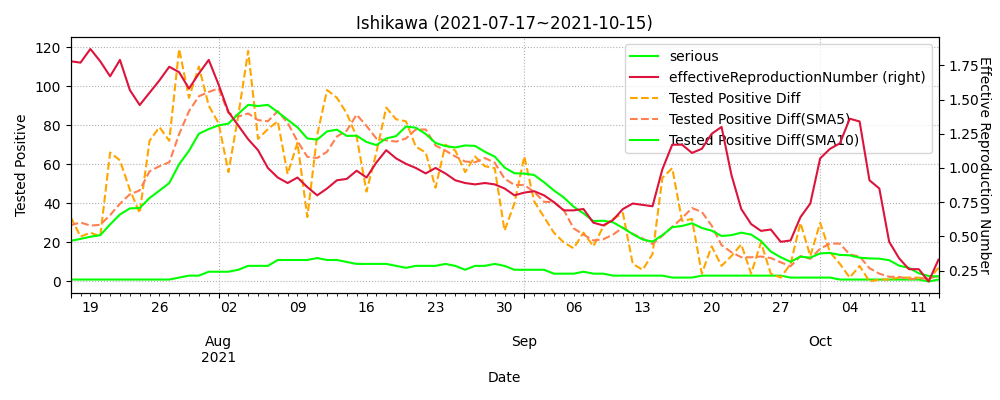 Ishikawa (2021-07-17~2021-10-15)
serious
effectiveReproductionNumber (right)
Tested Positive Diff
Tested Positive Diff(SMA5)
Tested Positive Diff(SMA10)
Tested Positive
120
100
80
60
40
20
0
Effective Reproduction Number
1.75
1.50
1.25
1.00
0.75
0.50
0.25
19 26 02 09 16 23 30 06 13 20 27 04 11
Aug Sep Oct
2021
Date